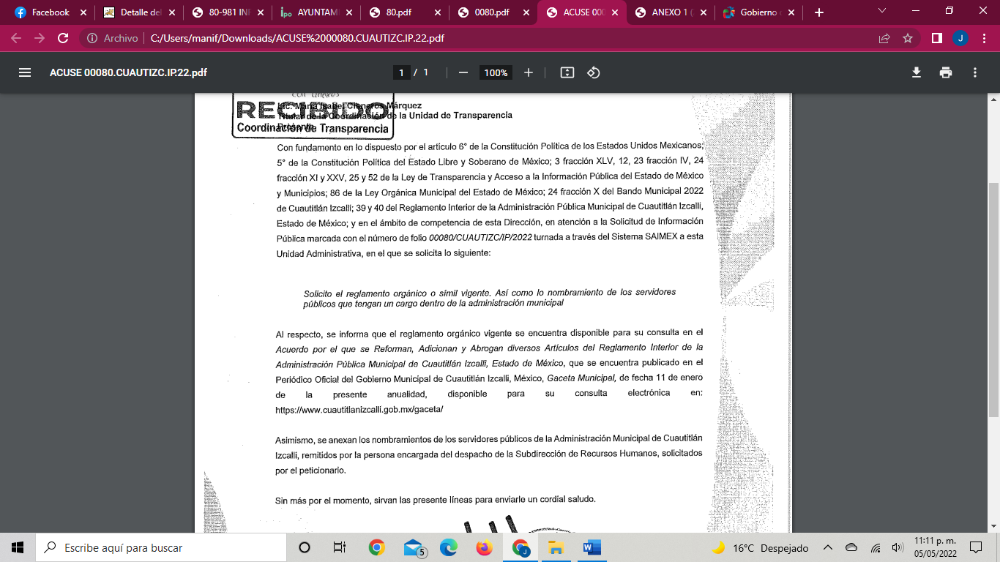 Facebook
Detalle del
80-981 INF
ipo AYUNTAM
80.pdf
0080.pdf
ACUSE 000
ANEXO 1 (
Gobierno
Archivo C:/Users/manif/Downloads/ACUSE%2000080.CUAUTIZC.IP.22.pdf
ACUSE 00080.CUAUTIZC.IP.22.pdf
1 / 1
100%
con anexos
RECIBIDO
Coordinación de Transparencia
Lic. María Isabel Cisneros Márquez
Titular de la Coordinación de la Unidad de Transparencia
Presente
Con fundamento en lo dispuesto por el artículo 6° de la Constitución Política de los Estados Unidos Mexicanos;
5° de la Constitución Política del Estado Libre y Soberano de México; 3 fracción XLV, 12, 23 fracción IV, 24
fracción XI y XXV, 25 y 52 de la Ley de Transparencia y Acceso a la Información Pública del Estado de México
y Municipios; 86 de la Ley Orgánica Municipal del Estado de México; 24 fracción X del Bando Municipal 2022
de Cuautitlán Izcalli; 39 y 40 del Reglamento Interior de la Administración Pública Municipal de Cuautitlán Izcalli,
Estado de México; y en el ámbito de competencia de esta Dirección, en atención a la Solicitud de Información
Pública marcada con el número de folio 00080/CUAUTIZC/IP/2022 turnada a través del Sistema SAIMEX a esta
Unidad Administrativa, en el que se solicita lo siguiente:
Solicito el reglamento orgánico o símil vigente. Así como lo nombramiento de los servidores
públicos que tengan un cargo dentro de la administración municipal
Al respecto, se informa que el reglamento orgánico vigente se encuentra disponible para su consulta en el
Acuerdo por el que se Reforman, Adicionan y Abrogan diversos Artículos del Reglamento Interior de la
Administración Pública Municipal de Cuautitlán Izcalli, Estado de México, que se encuentra publicado en el
Periódico Oficial del Gobierno Municipal de Cuautitlán Izcalli, México, Gaceta Municipal, de fecha 11 de enero
de la presente anualidad, disponible para su consulta electrónica en:
https://www.cuautitlanizcalli.gob.mx/gaceta/
Asimismo, se anexan los nombramientos de los servidores públicos de la Administración Municipal de Cuautitlán
Izcalli, remitidos por la persona encargada del despacho de la Subdirección de Recursos Humanos, solicitados
por el peticionario.
Sin más por el momento, sirvan las presente líneas para enviarle un cordial saludo.
Escribe aquí para buscar
5
J
16°C Despejado
11:11 p. m.
05/05/2022